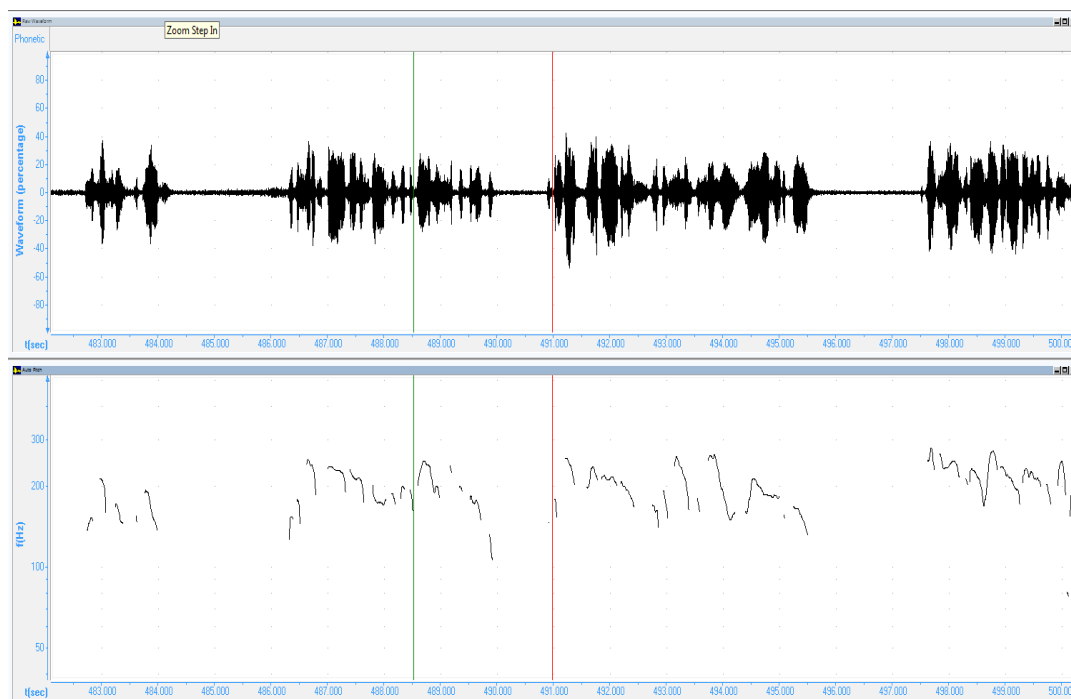 Raw Waveform
Zoom Step In
Phonetic
Waveform (percentage)
80
60
40
20
0
-20
-40
-60
-80
t(sec) 483.000 484.000 485.000 486.000 487.000 488.000 489.000 490.000 491.000 492.000 493.000 494.000 495.000 496.000 497.000 498.000 499.000 500.00
Auto Pitch
f(Hz)
300
200
100
50
t(sec) 483.000 484.000 485.000 486.000 487.000 488.000 489.000 490.000 491.000 492.000 493.000 494.000 495.000 496.000 497.000 498.000 499.000 500.00